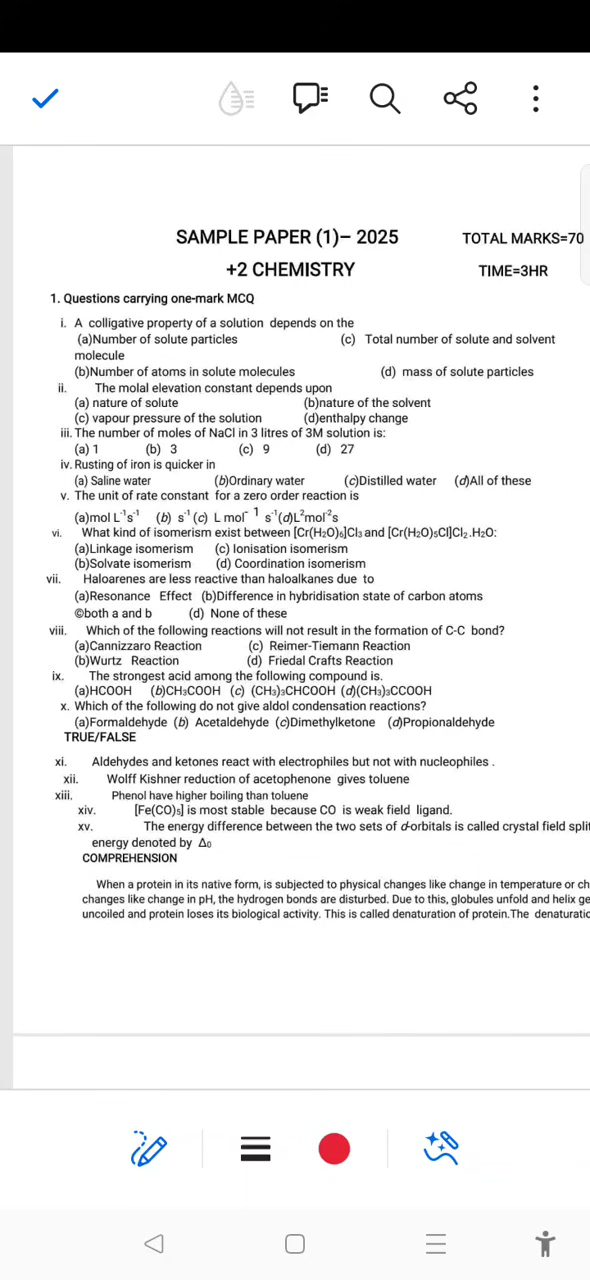 SAMPLE PAPER (1)– 2025 TOTAL MARKS=70
+2 CHEMISTRY TIME=3HR
1. Questions carrying one-mark MCQ
i. A colligative property of a solution depends on the
(a)Number of solute particles (c) Total number of solute and solvent
molecule
(b)Number of atoms in solute molecules (d) mass of solute particles
ii. The molal elevation constant depends upon
(a) nature of solute (b)nature of the solvent
(c) vapour pressure of the solution (d)enthalpy change
iii. The number of moles of NaCl in 3 litres of 3M solution is:
(a) 1 (b) 3 (c) 9 (d) 27
iv. Rusting of iron is quicker in
(a) Saline water (b)Ordinary water (c)Distilled water (d)All of these
v. The unit of rate constant for a zero order reaction is
(a)mol L⁻¹s⁻¹ (b) s⁻¹ (c) L mol⁻¹ s⁻¹(d)L²mol⁻²s
vi. What kind of isomerism exist between [Cr(H₂O)₆]Cl₃ and [Cr(H₂O)₅Cl]Cl₂.H₂O:
(a)Linkage isomerism (c) Ionisation isomerism
(b)Solvate isomerism (d) Coordination isomerism
vii. Haloarenes are less reactive than haloalkanes due to
(a)Resonance Effect (b)Difference in hybridisation state of carbon atoms
©both a and b (d) None of these
viii. Which of the following reactions will not result in the formation of C-C bond?
(a)Cannizzaro Reaction (c) Reimer-Tiemann Reaction
(b)Wurtz Reaction (d) Friedal Crafts Reaction
ix. The strongest acid among the following compound is.
(a)HCOOH (b)CH₃COOH (c) (CH₃)₂CHCOOH (d)(CH₃)₃CCOOH
x. Which of the following do not give aldol condensation reactions?
(a)Formaldehyde (b) Acetaldehyde (c)Dimethylketone (d)Propionaldehyde
TRUE/FALSE
xi. Aldehydes and ketones react with electrophiles but not with nucleophiles .
xii. Wolff Kishner reduction of acetophenone gives toluene
xiii. Phenol have higher boiling than toluene
xiv. [Fe(CO)₅] is most stable because CO is weak field ligand.
xv. The energy difference between the two sets of d-orbitals is called crystal field split
energy denoted by Δ₀
COMPREHENSION
When a protein in its native form, is subjected to physical changes like change in temperature or ch
changes like change in pH, the hydrogen bonds are disturbed. Due to this, globules unfold and helix ge
uncoiled and protein loses its biological activity. This is called denaturation of protein.The denaturatio